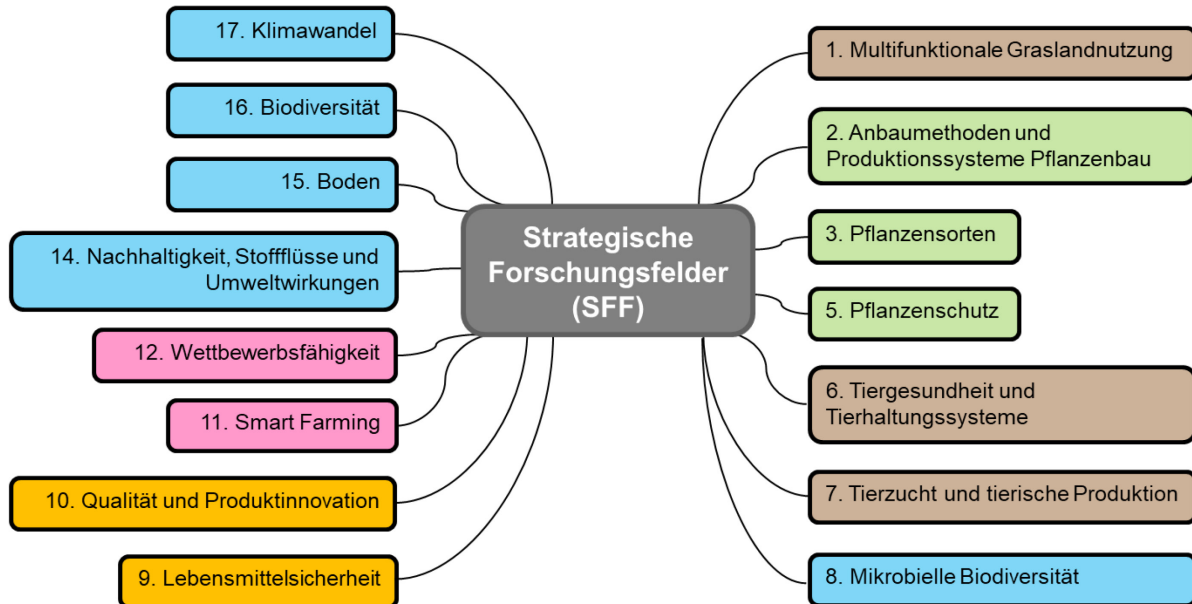 17. Klimawandel
16. Biodiversität
15. Boden
14. Nachhaltigkeit, Stoffflüsse und
Umweltwirkungen
12. Wettbewerbsfähigkeit
11. Smart Farming
10. Qualität und Produktinnovation
9. Lebensmittelsicherheit
Strategische
Forschungsfelder
(SFF)
1. Multifunktionale Graslandnutzung
2. Anbaumethoden und
Produktionssysteme Pflanzenbau
3. Pflanzensorten
5. Pflanzenschutz
6. Tiergesundheit und
Tierhaltungssysteme
7. Tierzucht und tierische Produktion
8. Mikrobielle Biodiversität